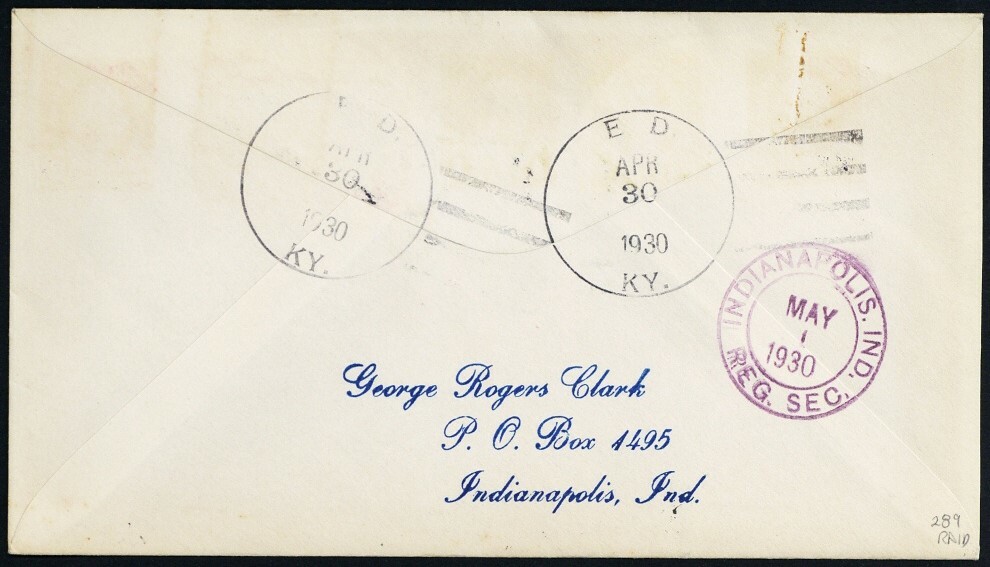 E D.
APR
30
1930
KY.
E D.
APR
30
1930
KY.
INDIANAPOLIS, IND.
MAY
1
1930
REG. SEC.
George Rogers Clark
P. O. Box 1495
Indianapolis, Ind.
289
RAID